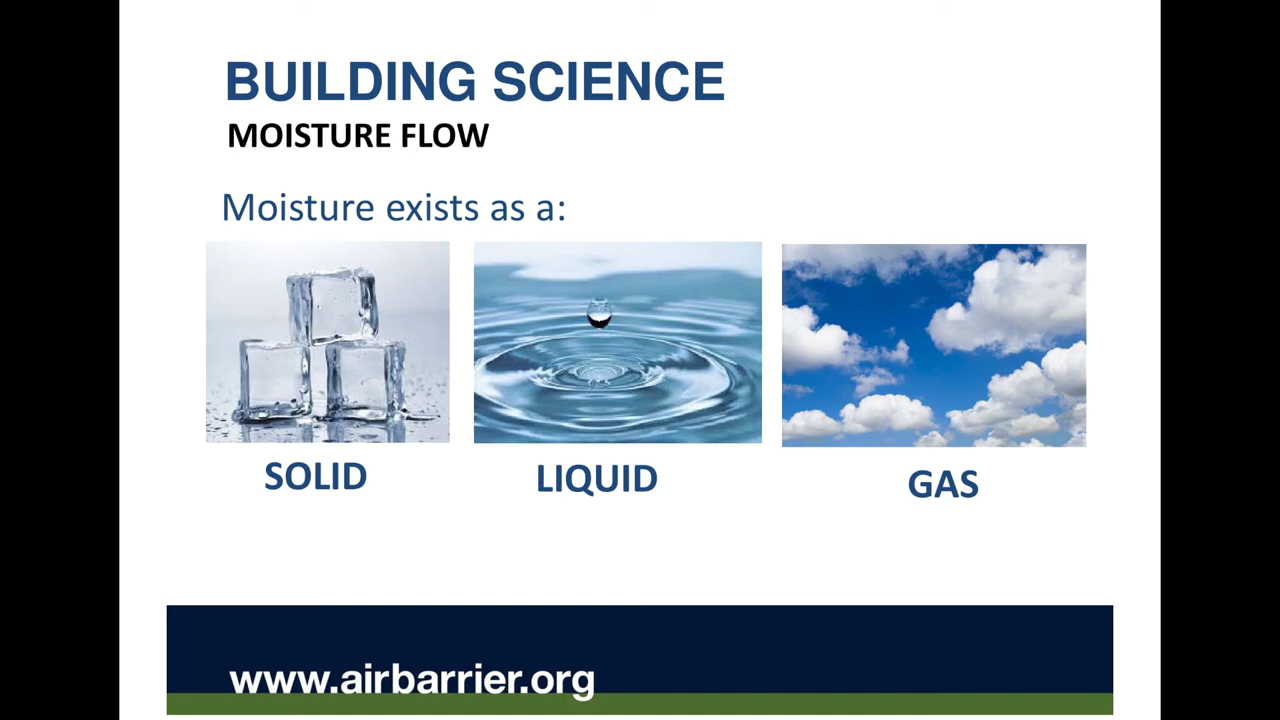 BUILDING SCIENCE
MOISTURE FLOW
Moisture exists as a:
SOLID
LIQUID
GAS
www.airbarrier.org